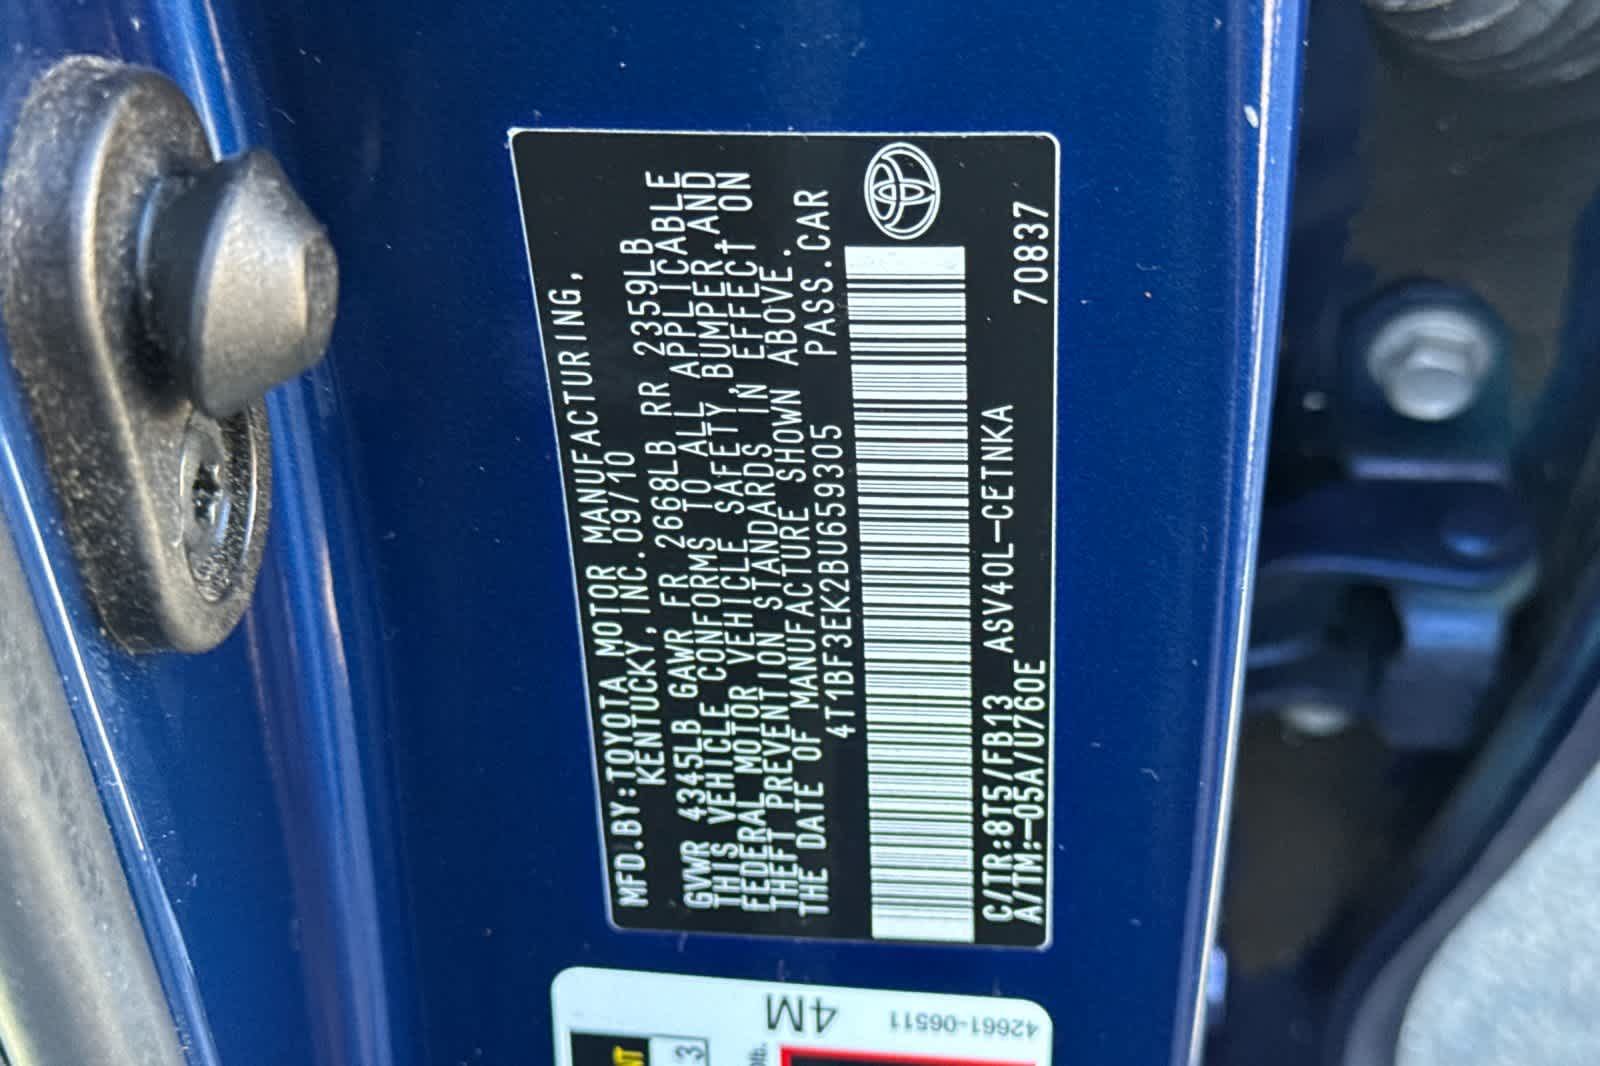 MFD.BY:TOYOTA MOTOR MANUFACTURING,
KENTUCKY,INC.09/10
GVWR 4345LB GAWR FR 2668LB RR 2359LB
THIS VEHICLE CONFORMS TO ALL APPLICABLE
FEDERAL MOTOR VEHICLE SAFETY,BUMPER,AND
THEFT PREVENTION STANDARDS IN EFFECT ON
THE DATE OF MANUFACTURE SHOWN ABOVE.
4T1BF3EK2BU659305 PASS.CAR
C/TR:8T5/FB13 ASV40L-CETNKA 70837
A/TM:-05A/U760E
4M
42661-06511
3